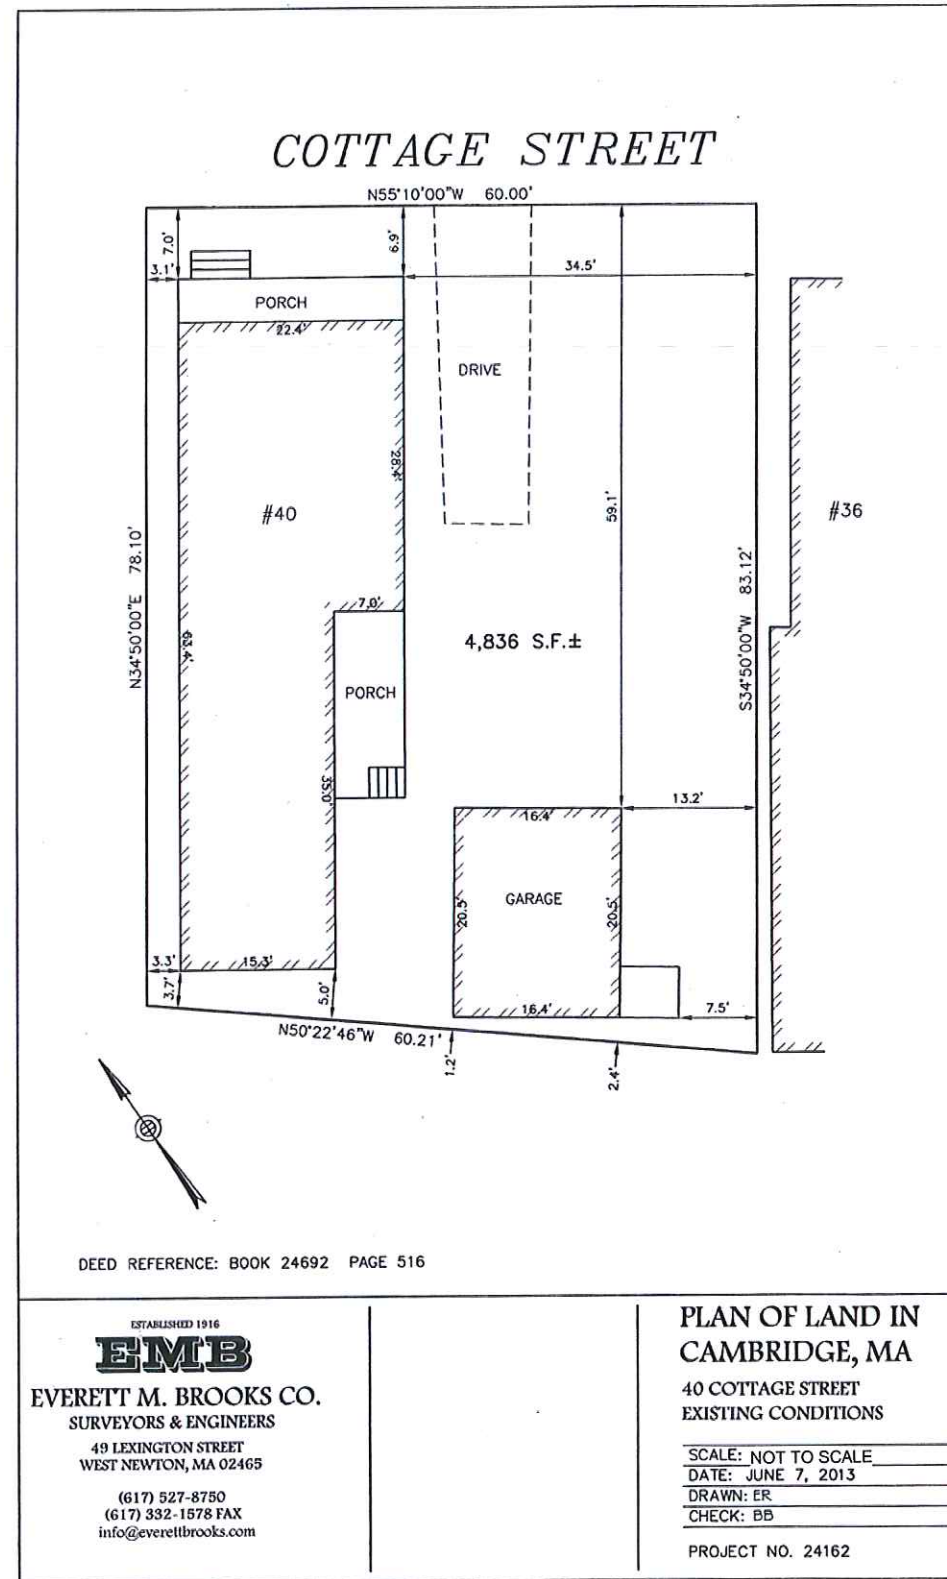 COTTAGE STREET
N55°10'00"W 60.00'
7.0'
6.9'
3.1'
34.5'
PORCH
22.4'
DRIVE
28.4'
#40
59.1'
#36
N34°50'00"E 78.10'
S34°50'00"W 83.12'
7.0'
4,836 S.F.±
63.4'
PORCH
35.0'
13.2'
16.4'
GARAGE
20.5'
20.5'
3.3'
15.3'
3.7'
5.0'
16.4'
7.5'
N50°22'46"W 60.21'
1.2'
2.4'
DEED REFERENCE: BOOK 24692 PAGE 516
ESTABLISHED 1916
EMB
EVERETT M. BROOKS CO.
SURVEYORS & ENGINEERS
49 LEXINGTON STREET
WEST NEWTON, MA 02465
(617) 527-8750
(617) 332-1578 FAX
info@everettbrooks.com
PLAN OF LAND IN
CAMBRIDGE, MA
40 COTTAGE STREET
EXISTING CONDITIONS
SCALE: NOT TO SCALE
DATE: JUNE 7, 2013
DRAWN: ER
CHECK: BB
PROJECT NO. 24162